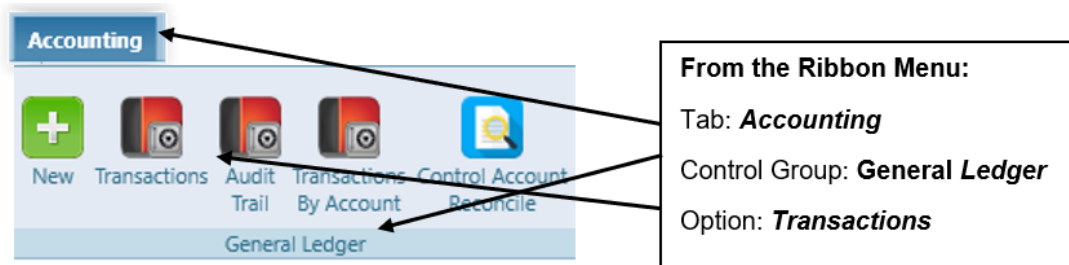 Accounting
New Transactions Audit Trail Transactions By Account Control Account Reconcile
General Ledger
From the Ribbon Menu:
Tab: Accounting
Control Group: General Ledger
Option: Transactions